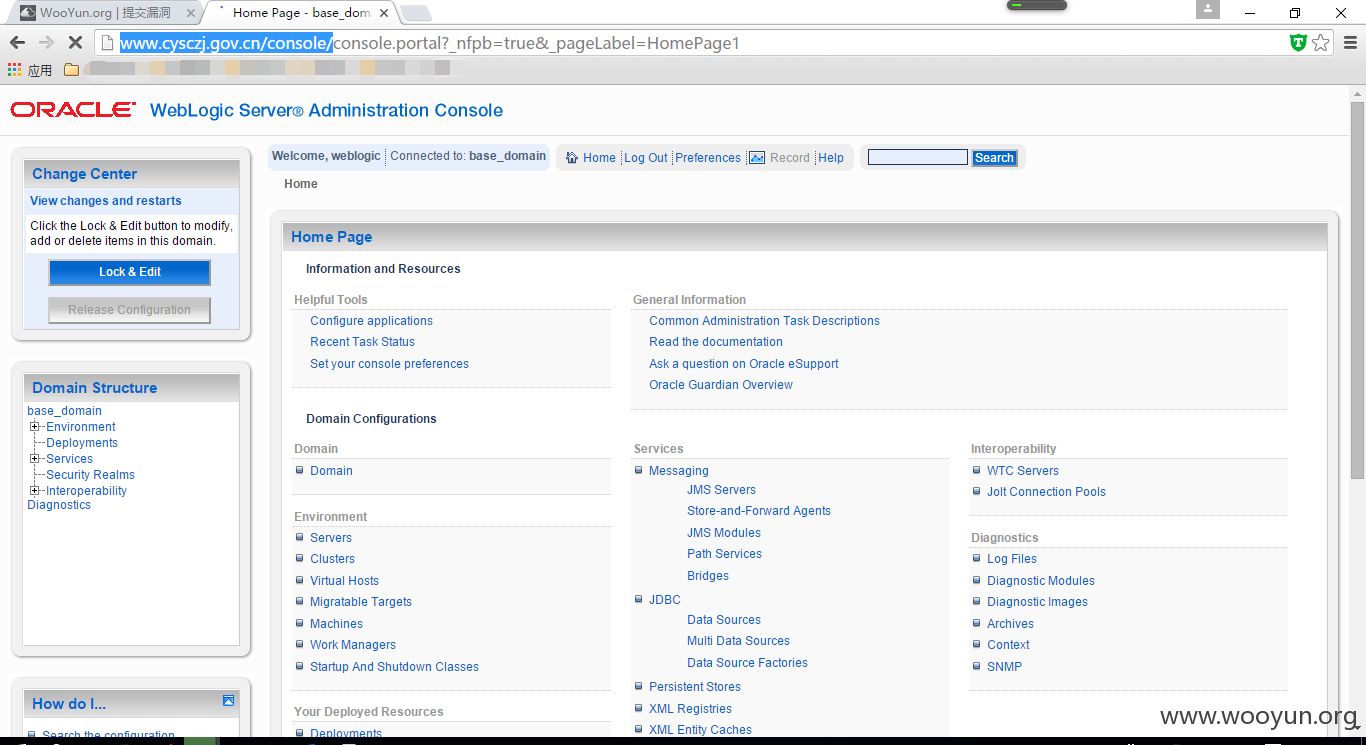 WooYun.org | 提交漏洞
Home Page - base_dom
www.cysczj.gov.cn/console/console.portal?_nfpb=true&_pageLabel=HomePage1
应用
ORACLE WebLogic Server® Administration Console
Change Center
View changes and restarts
Click the Lock & Edit button to modify,
add or delete items in this domain.
Lock & Edit
Release Configuration
Domain Structure
base_domain
Environment
Deployments
Services
Security Realms
Interoperability
Diagnostics
How do I...
Search the configuration
Welcome, weblogic Connected to: base_domain
Home Log Out Preferences Record Help
Search
Home
Home Page
Information and Resources
Helpful Tools
Configure applications
Recent Task Status
Set your console preferences
General Information
Common Administration Task Descriptions
Read the documentation
Ask a question on Oracle eSupport
Oracle Guardian Overview
Domain Configurations
Domain
Domain
Environment
Servers
Clusters
Virtual Hosts
Migratable Targets
Machines
Work Managers
Startup And Shutdown Classes
Your Deployed Resources
Deployments
Services
Messaging
JMS Servers
Store-and-Forward Agents
JMS Modules
Path Services
Bridges
JDBC
Data Sources
Multi Data Sources
Data Source Factories
Persistent Stores
XML Registries
XML Entity Caches
Interoperability
WTC Servers
Jolt Connection Pools
Diagnostics
Log Files
Diagnostic Modules
Diagnostic Images
Archives
Context
SNMP
www.wooyun.org